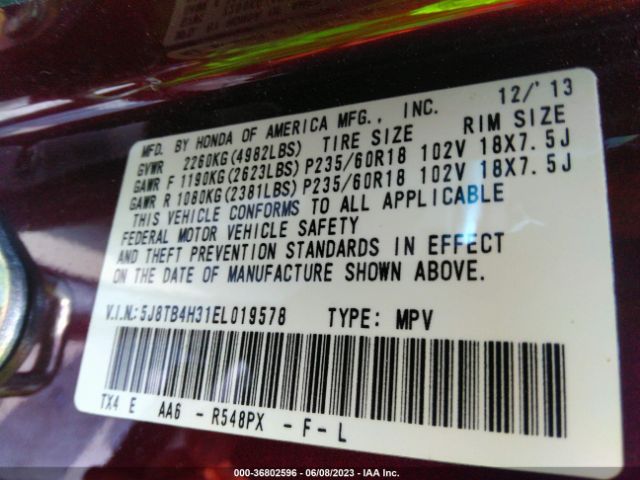 MFD. BY HONDA OF AMERICA MFG., INC. 12/'13
GVWR 2260KG(4982LBS) TIRE SIZE RIM SIZE
GAWR F 1190KG(2623LBS) P235/60R18 102V 18X7.5J
GAWR R 1080KG(2381LBS) P235/60R18 102V 18X7.5J
THIS VEHICLE CONFORMS TO ALL APPLICABLE
FEDERAL MOTOR VEHICLE SAFETY
AND THEFT PREVENTION STANDARDS IN EFFECT
ON THE DATE OF MANUFACTURE SHOWN ABOVE.
V.I.N.:5J8TB4H31EL019578 TYPE: MPV
TX4 E AA6 - R548PX - F-L
000-36802596 - 06/08/2023 - IAA Inc.